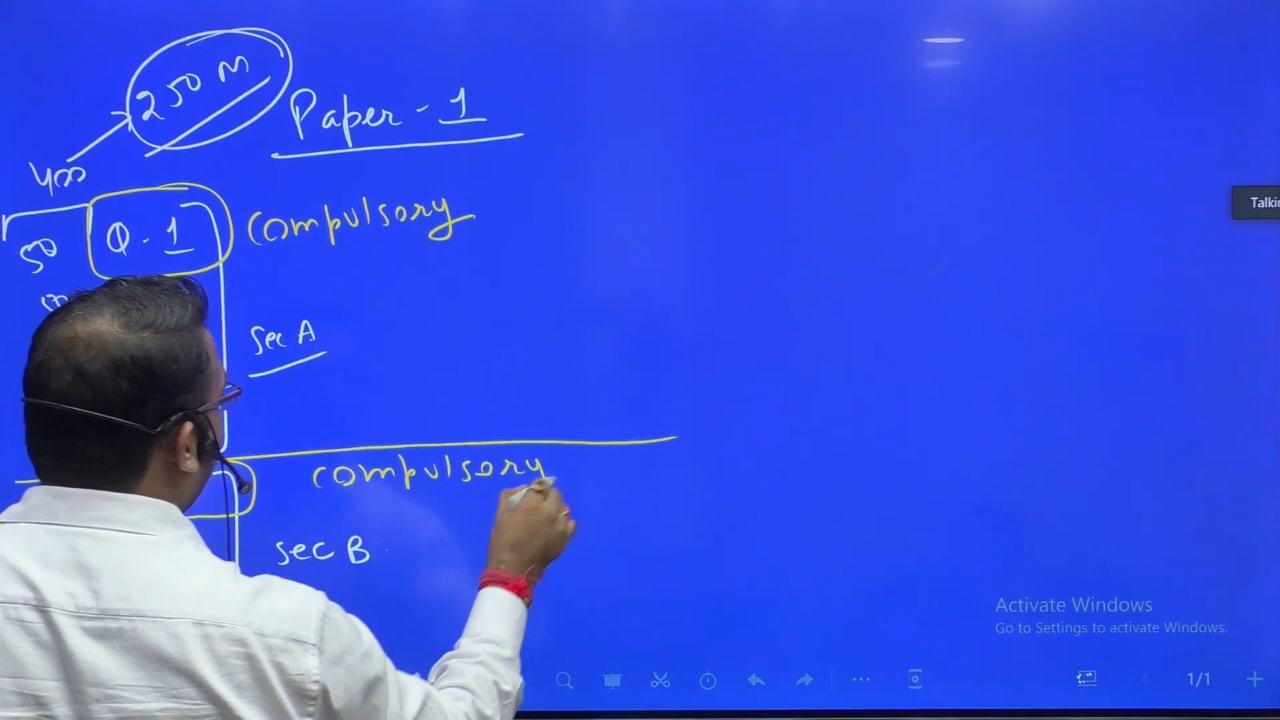 250 M
Paper - 1
400
50 Q - 1 Compulsory
Sec A
Compulsory
Sec B
Talki
Activate Windows
Go to Settings to activate Windows.
1/1